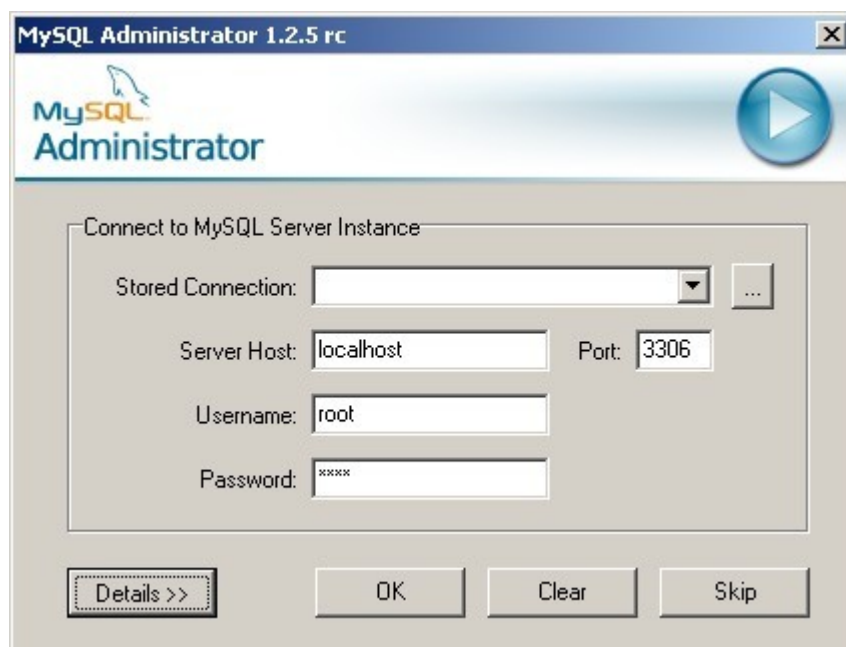 MySQL Administrator 1.2.5 rc
MySQL
Administrator
Connect to MySQL Server Instance
Stored Connection:
...
Server Host: localhost Port: 3306
Username: root
Password: ****
Details >> OK Clear Skip